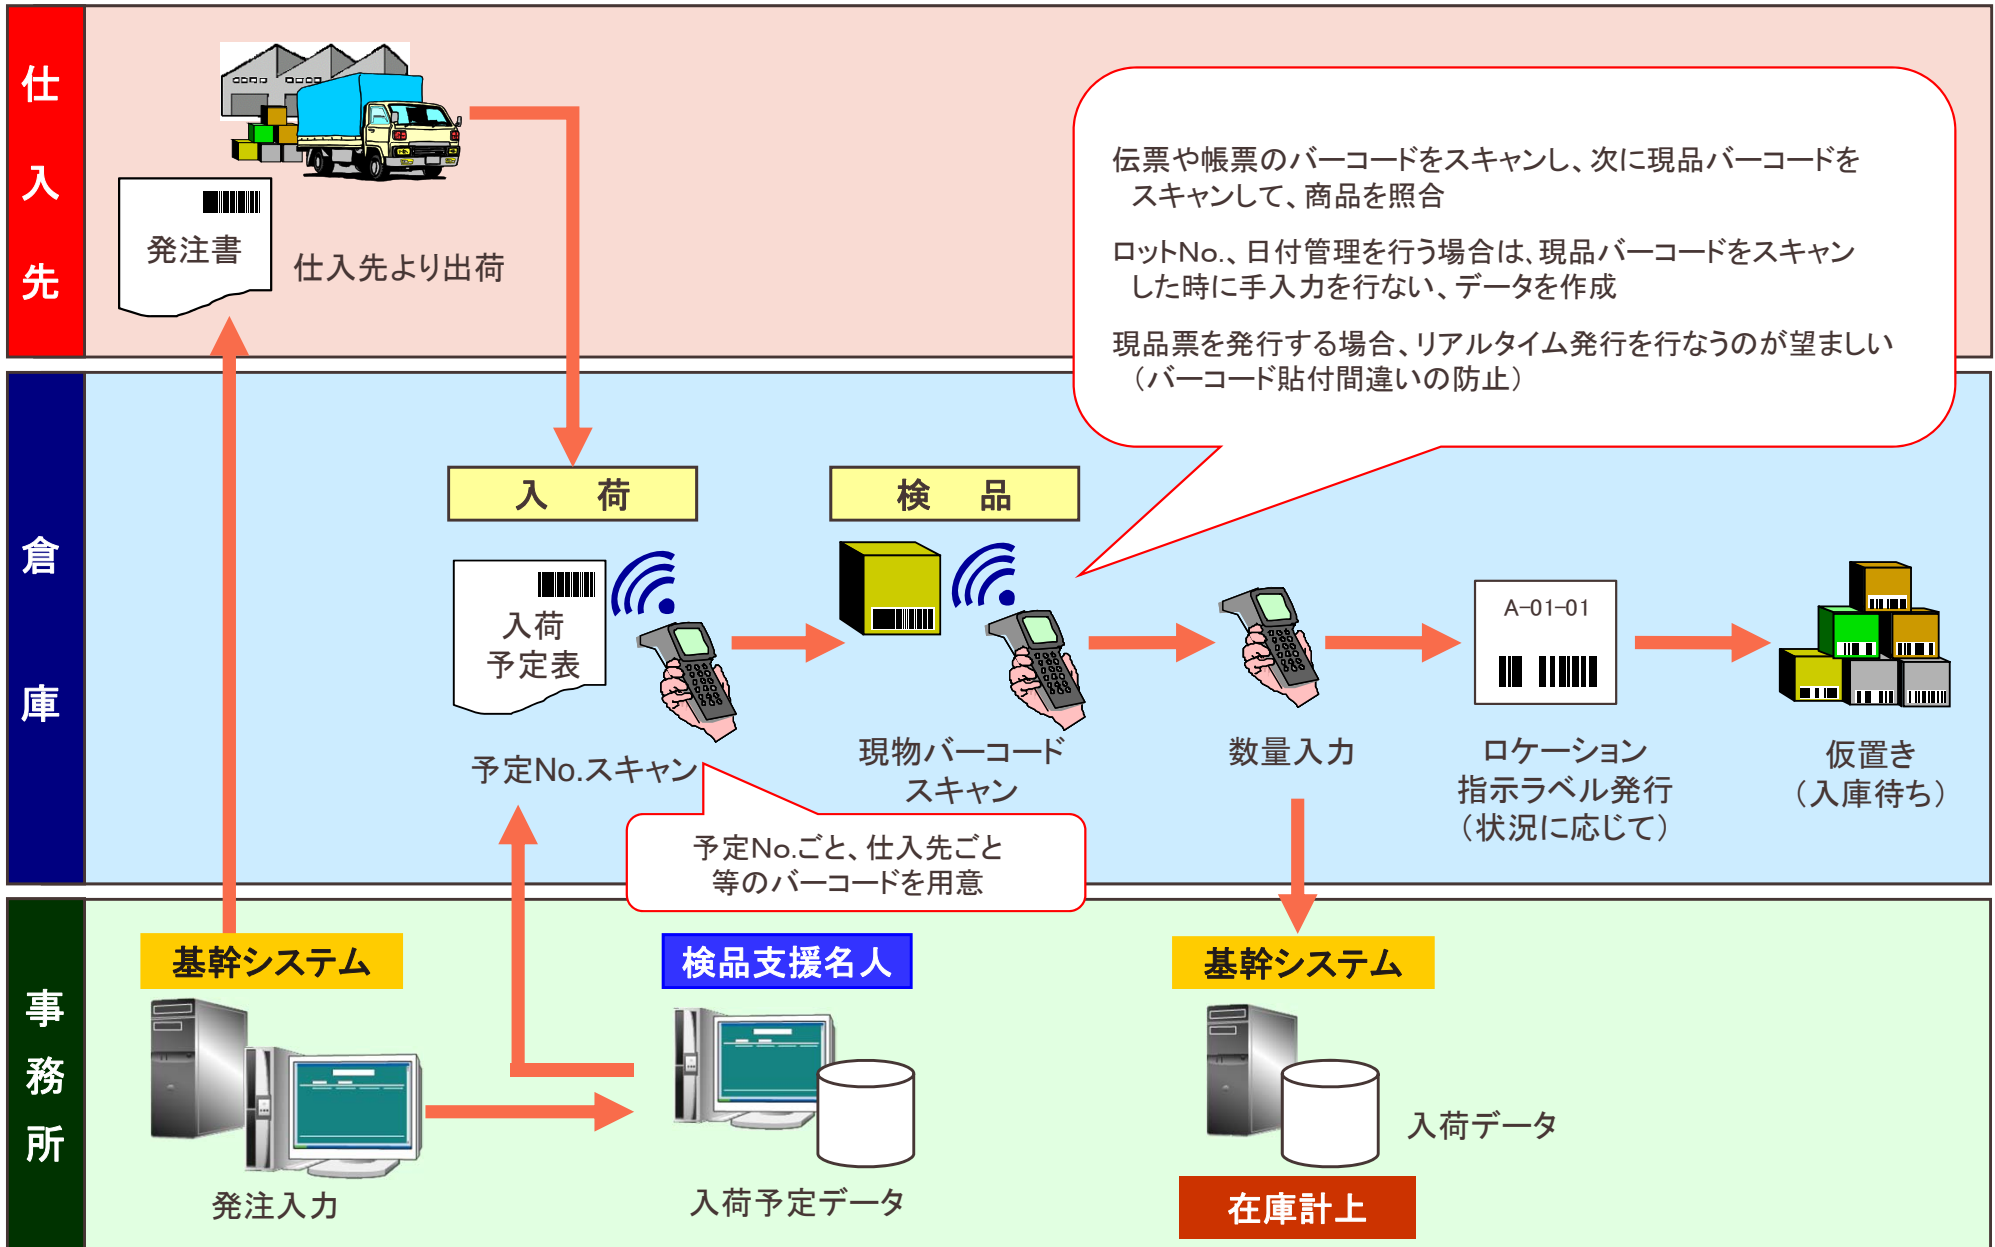 仕入先
発注書
仕入先より出荷
伝票や帳票のバーコードをスキャンし、次に現品バーコードを
スキャンして、商品を照合
ロットNo.、日付管理を行う場合は、現品バーコードをスキャン
した時に手入力を行ない、データを作成
現品票を発行する場合、リアルタイム発行を行なうのが望ましい
（バーコード貼付間違いの防止）
倉庫
入　荷
検　品
入荷
予定表
A-01-01
予定No.スキャン
現物バーコード
スキャン
数量入力
ロケーション
指示ラベル発行
（状況に応じて）
仮置き
（入庫待ち）
予定No.ごと、仕入先ごと
等のバーコードを用意
事務所
基幹システム
検品支援名人
基幹システム
発注入力
入荷予定データ
入荷データ
在庫計上